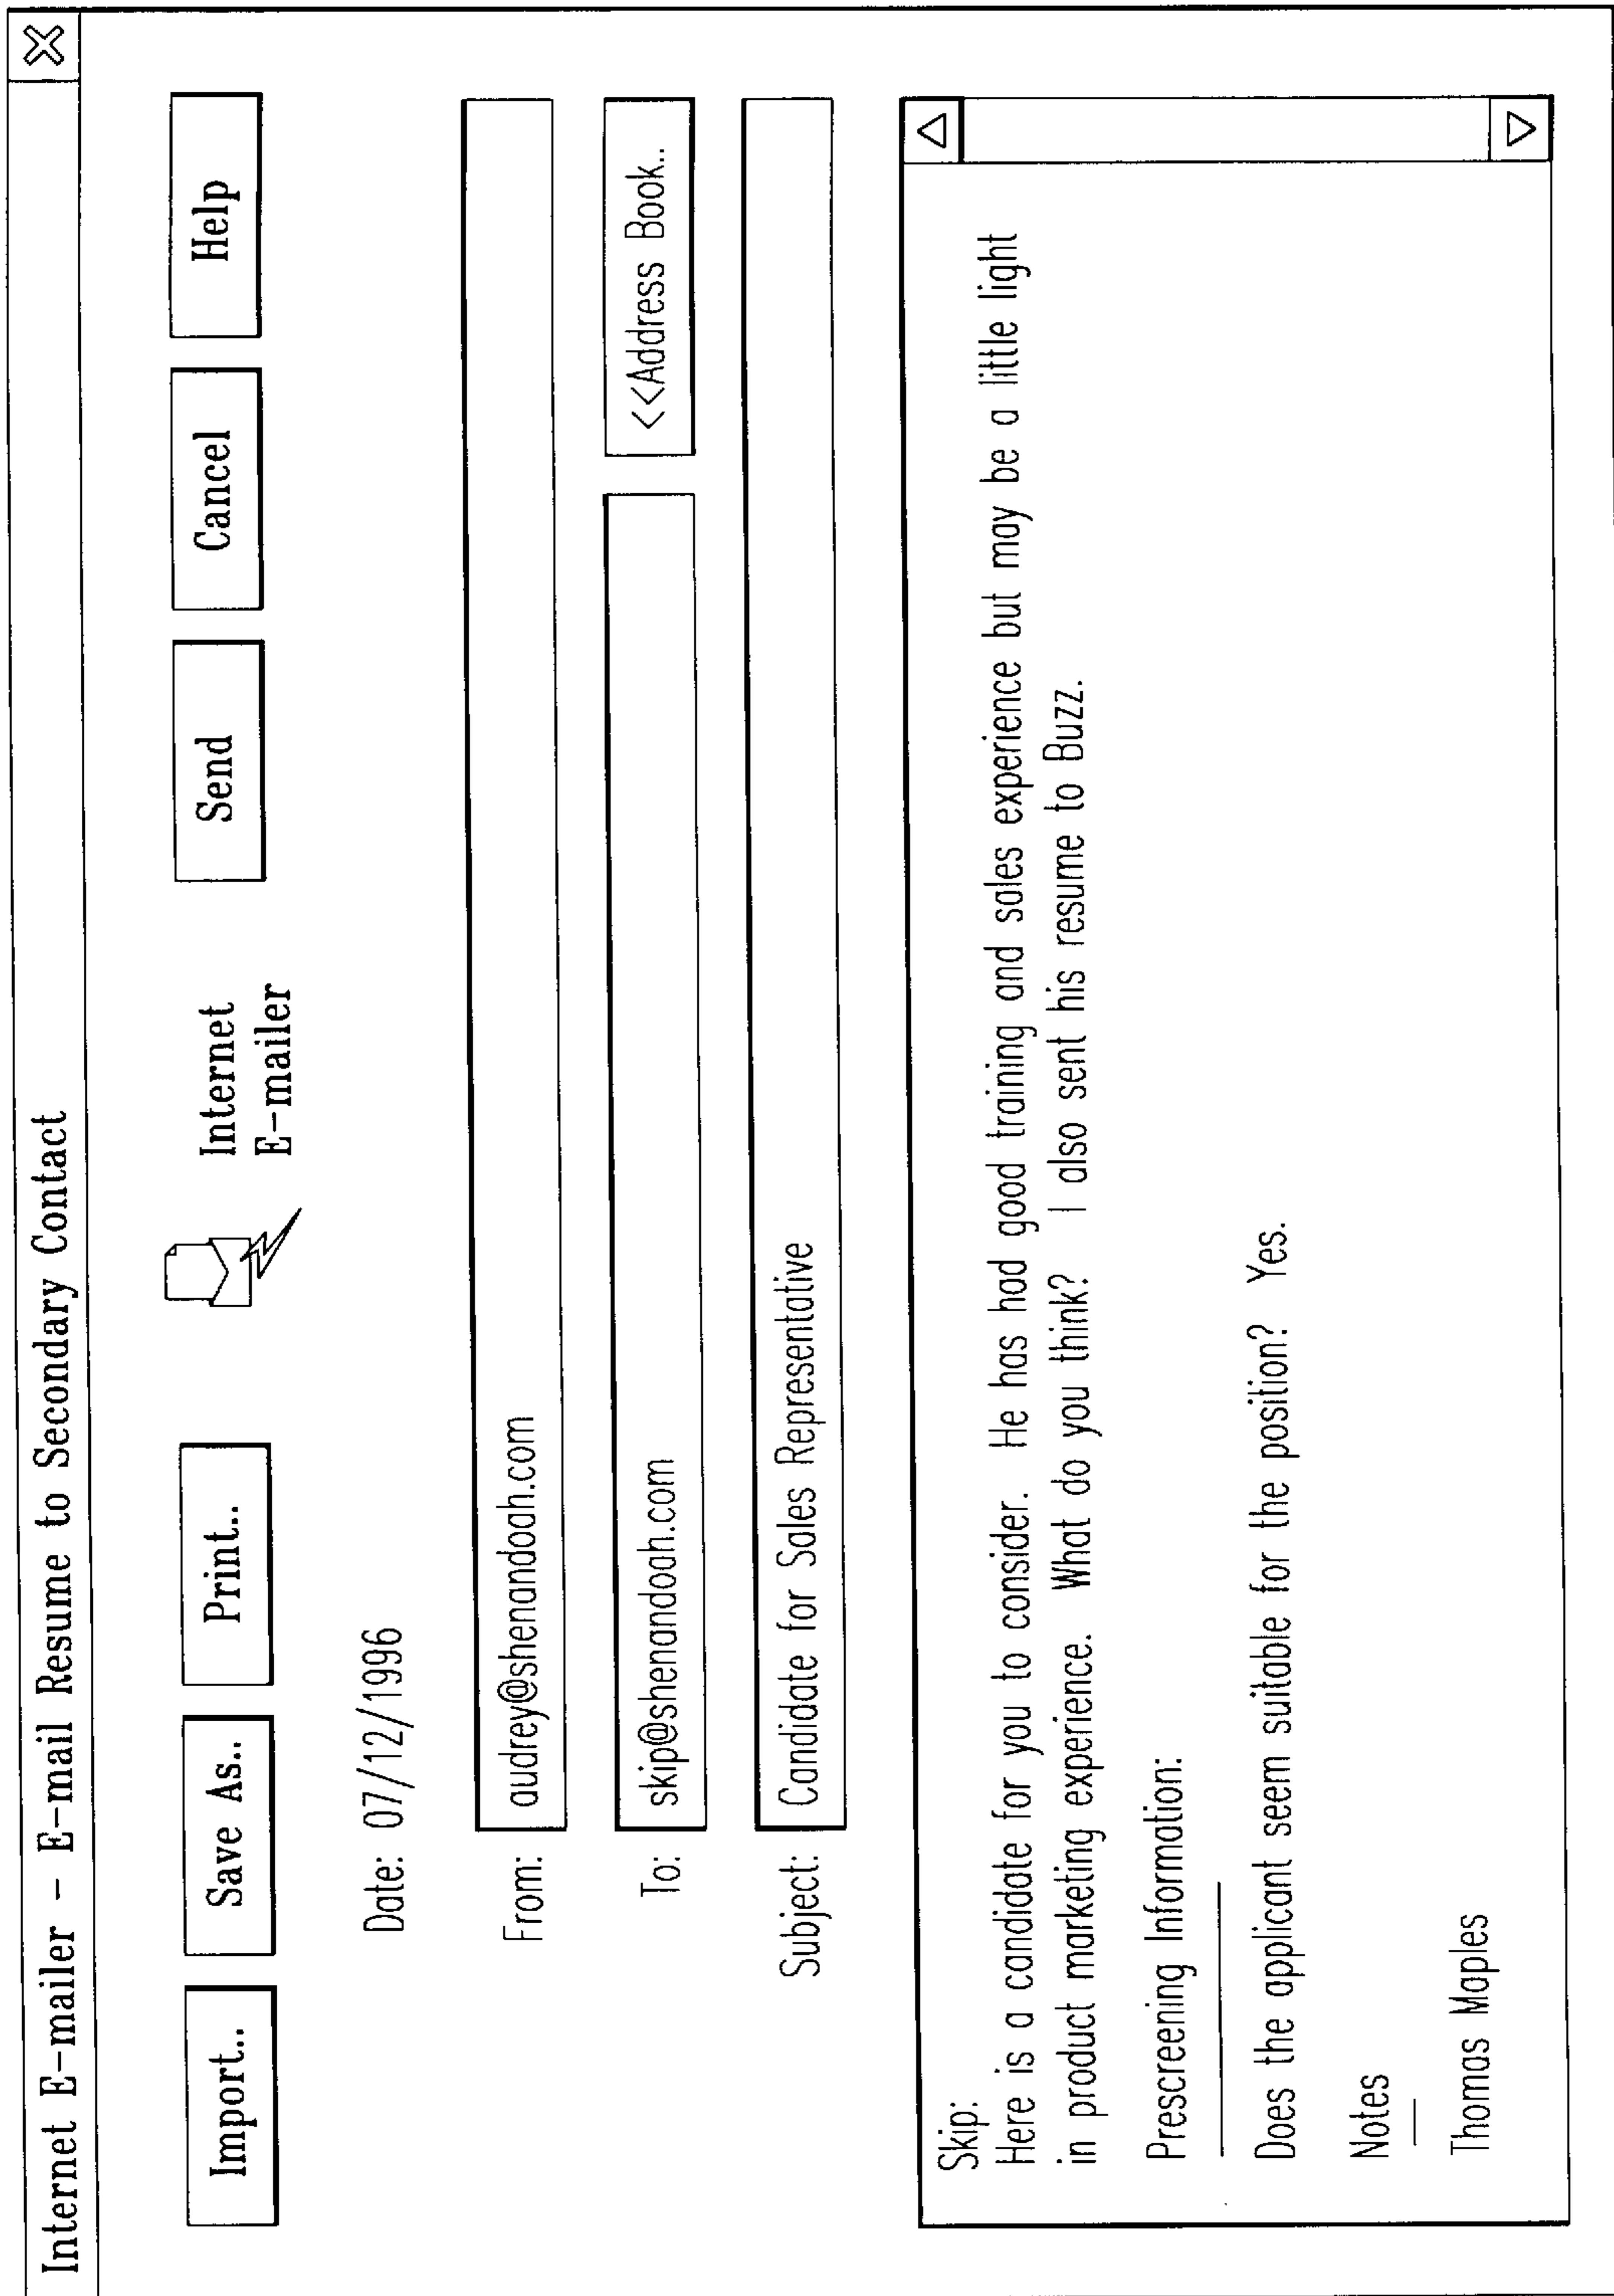 Internet E-mailer - E-mail Resume to Secondary Contact
Import..
Save As..
Print..
Internet
E-mailer
Send
Cancel
Help
Date: 07/12/1996
From: audrey@shenandoah.com
To: skip@shenandoah.com
<<Address Book..
Subject: Candidate for Sales Representative
Skip:
Here is a candidate for you to consider. He has had good training and sales experience but may be a little light
in product marketing experience. What do you think? I also sent his resume to Buzz.
Prescreening Information:
Does the applicant seem suitable for the position? Yes.
Notes
Thomas Maples